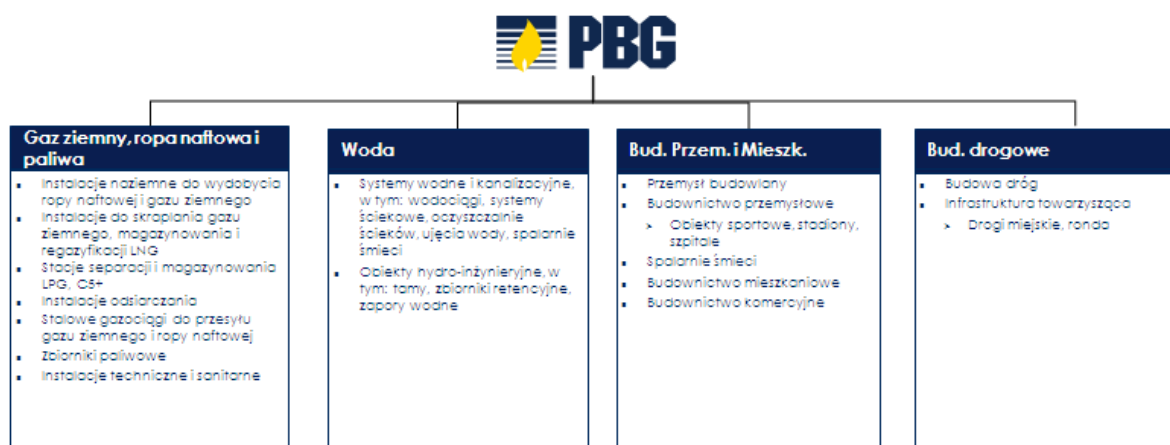 PBG
Gaz ziemny, ropa naftowa i
paliwa
Instalacje naziemne do wydobycia
ropy naftowej i gazu ziemnego
Instalacje do skraplania gazu
ziemnego, magazynowania i
regazyfikacji LNG
Stacje separacji i magazynowania
LPG, C5+
Instalacje odsiarczania
Stalowe gazociągi do przesyłu
gazu ziemnego i ropy naftowej
Zbiorniki paliwowe
Instalacje techniczne i sanitarne
Woda
Systemy wodne i kanalizacyjne,
w tym: wodociągi, systemy
ściekowe, oczyszczalnie
ścieków, ujęcia wody, spalarnie
śmieci
Obiekty hydro-inżynieryjne, w
tym: tamy, zbiorniki retencyjne,
zapory wodne
Bud. Przem. i Mieszk.
Przemysł budowlany
Budownictwo przemysłowe
Obiekty sportowe, stadiony,
szpitale
Spalarnie śmieci
Budownictwo mieszkaniowe
Budownictwo komercyjne
Bud. drogowe
Budowa dróg
Infrastruktura towarzysząca
Drogi miejskie, ronda